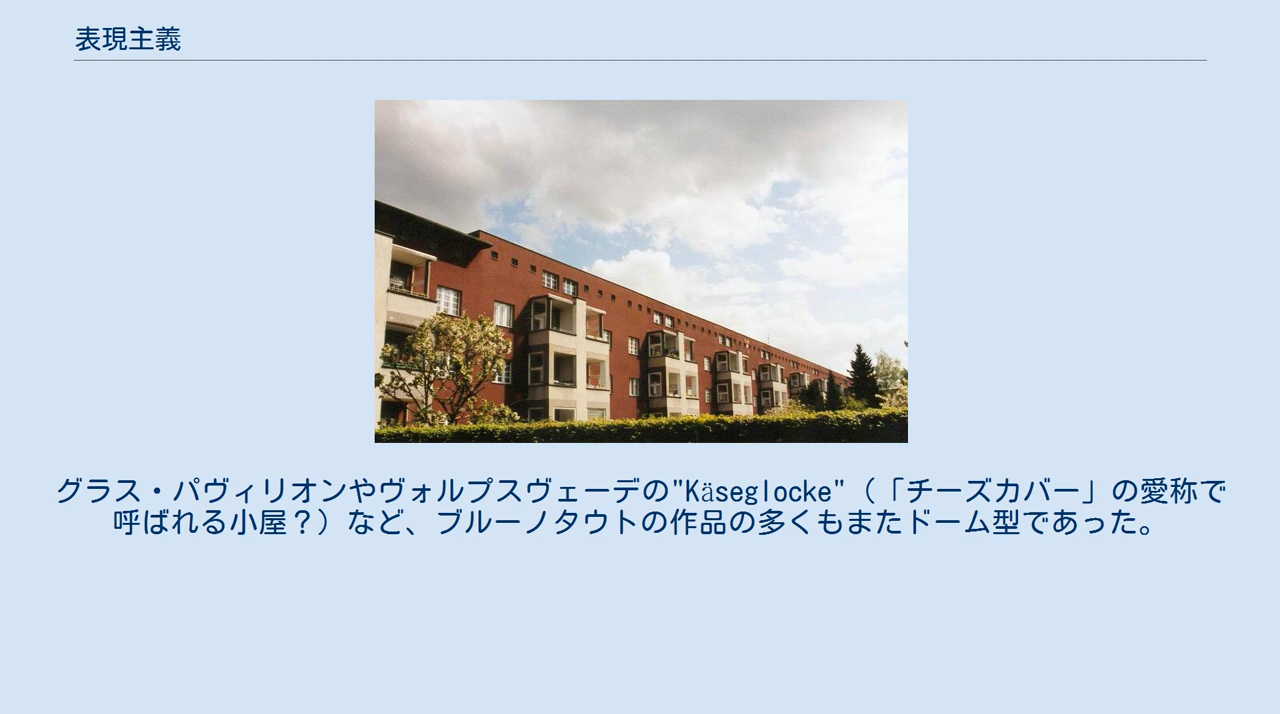 表現主義
グラス・パヴィリオンやヴォルプスヴェーデの"Käseglocke"（「チーズカバー」の愛称で
呼ばれる小屋？）など、ブルーノタウトの作品の多くもまたドーム型であった。